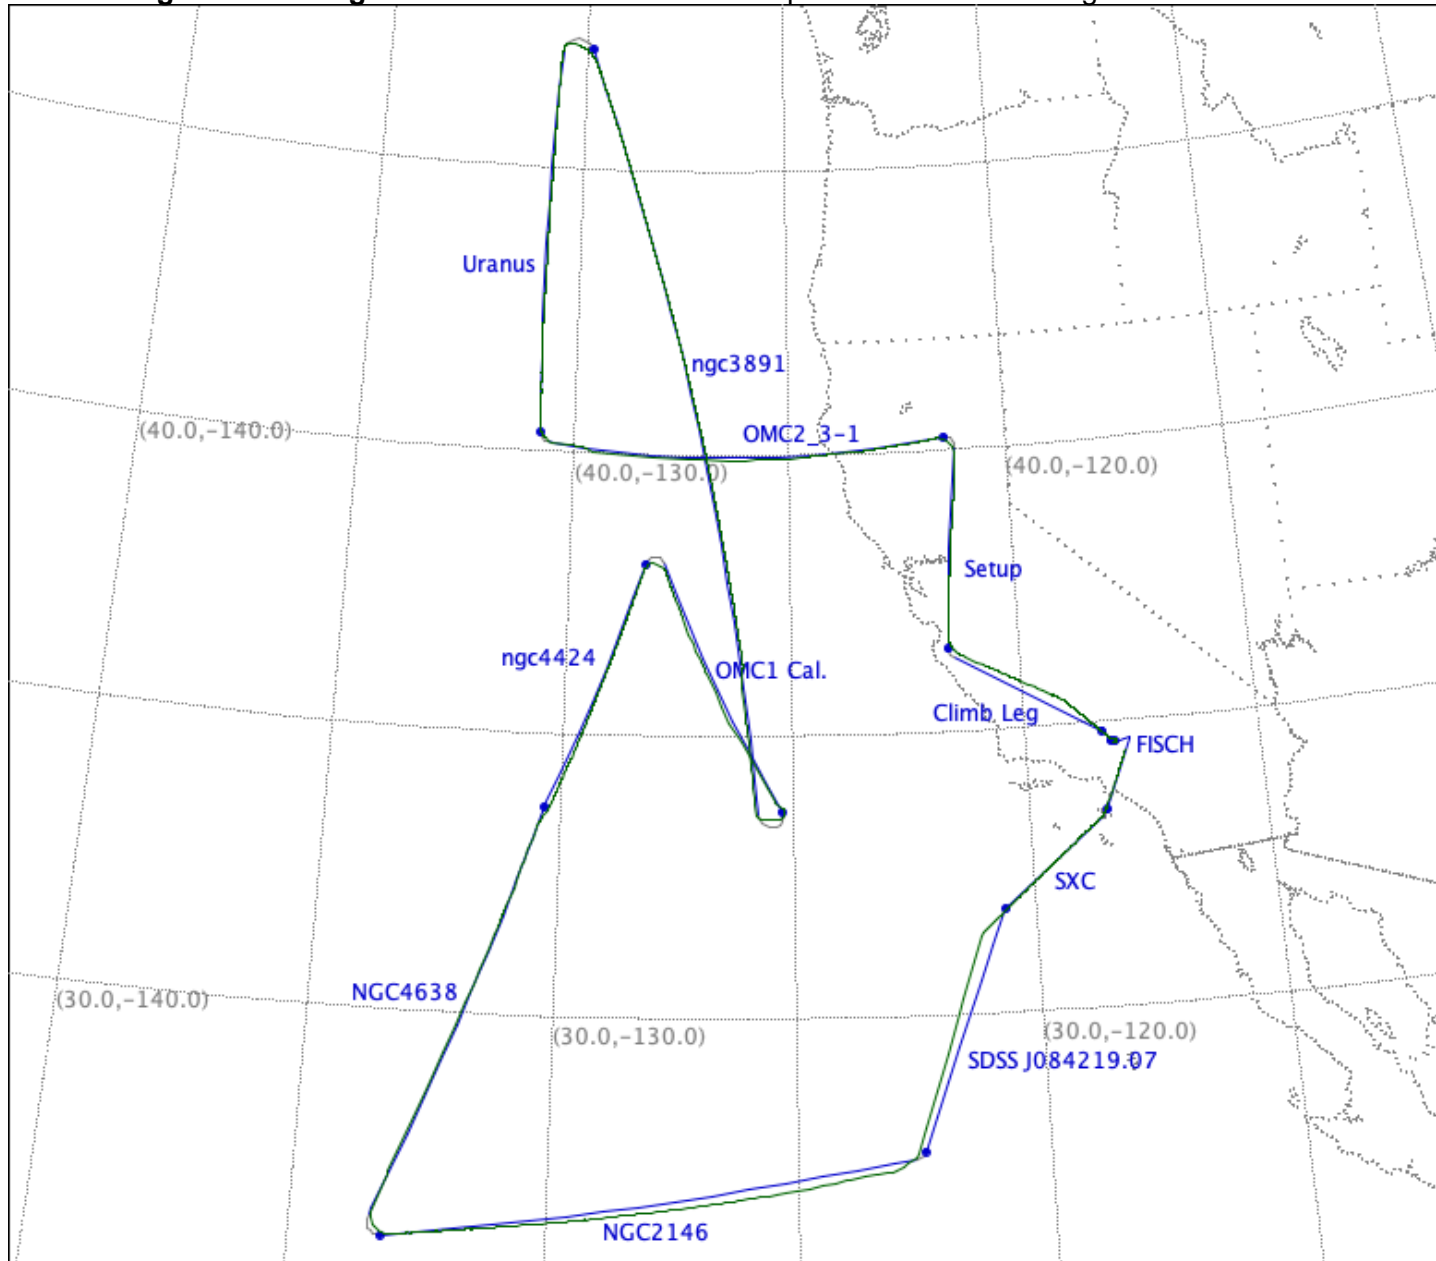 Uranus
ngc3891
(40.0,-140.0)
OMC2_3-1
(40.0,-130.0)
(40.0,-120.0)
Setup
ngc4424
OMC1 Cal.
Climb Leg
FISCH
SXC
NGC4638
(30.0,-140.0)
(30.0,-130.0)
(30.0,-120.0)
SDSS J084219.07
NGC2146